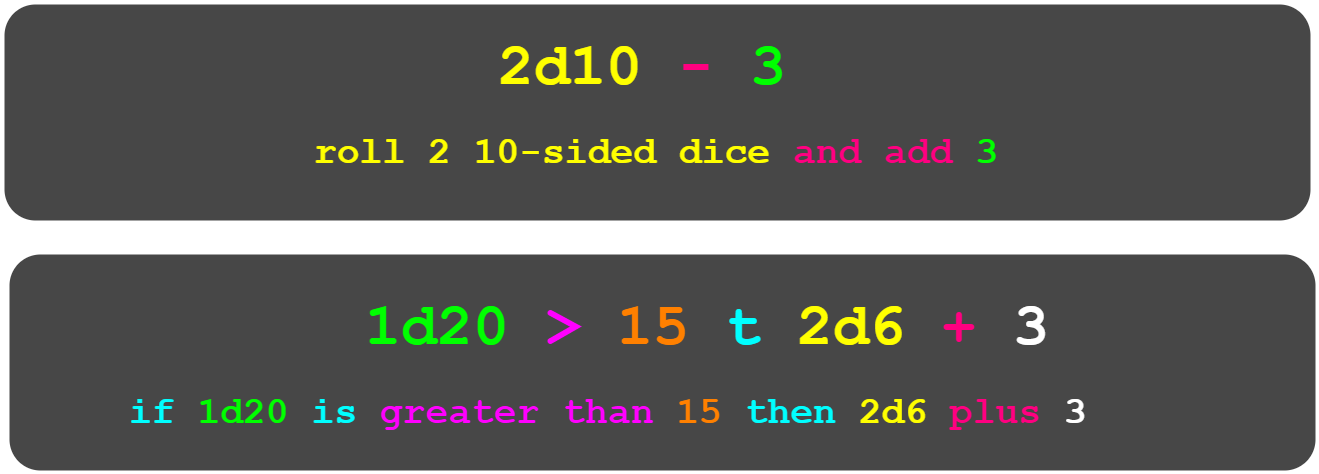 2d10 - 3
roll 2 10-sided dice and add 3
1d20 > 15 t 2d6 + 3
if 1d20 is greater than 15 then 2d6 plus 3